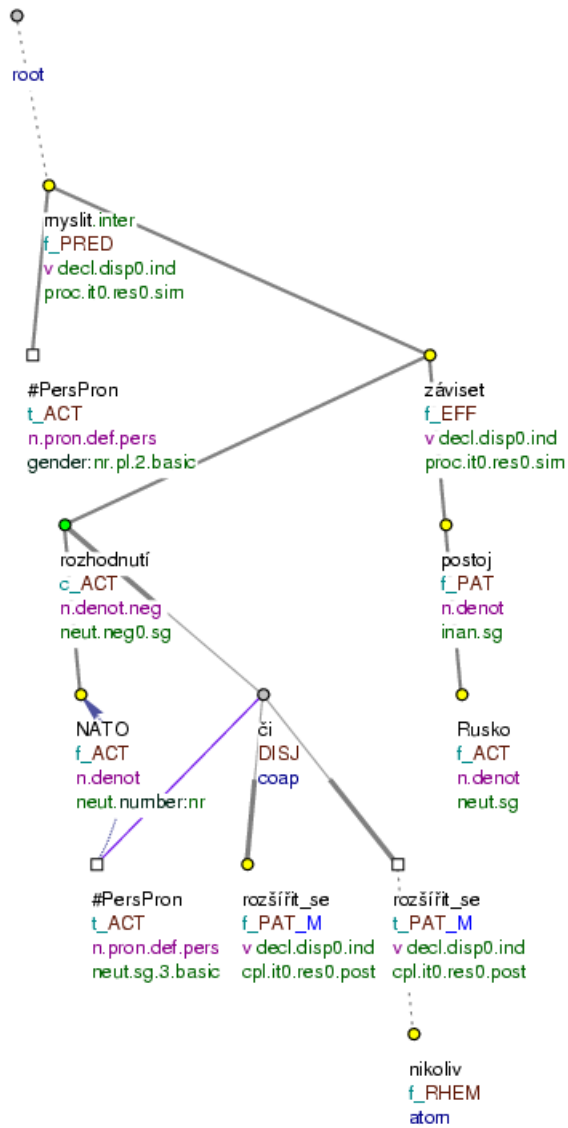 root
myslit.inter
f_PRED
v decl.disp0.ind
proc.it0.res0.sim
#PersPron
t_ACT
n.pron.def.pers
gender:nr.pl.2.basic
záviset
f_EFF
v decl.disp0.ind
proc.it0.res0.sim
rozhodnutí
c_ACT
n.denot.neg
neut.neg0.sg
postoj
f_PAT
n.denot
inan.sg
NATO
f_ACT
n.denot
neut.number:nr
či
DISJ
coap
Rusko
f_ACT
n.denot
neut.sg
#PersPron
t_ACT
n.pron.def.pers
neut.sg.3.basic
rozšířit_se
f_PAT_M
v decl.disp0.ind
cpl.it0.res0.post
rozšířit_se
t_PAT_M
v decl.disp0.ind
cpl.it0.res0.post
nikoliv
f_RHEM
atom